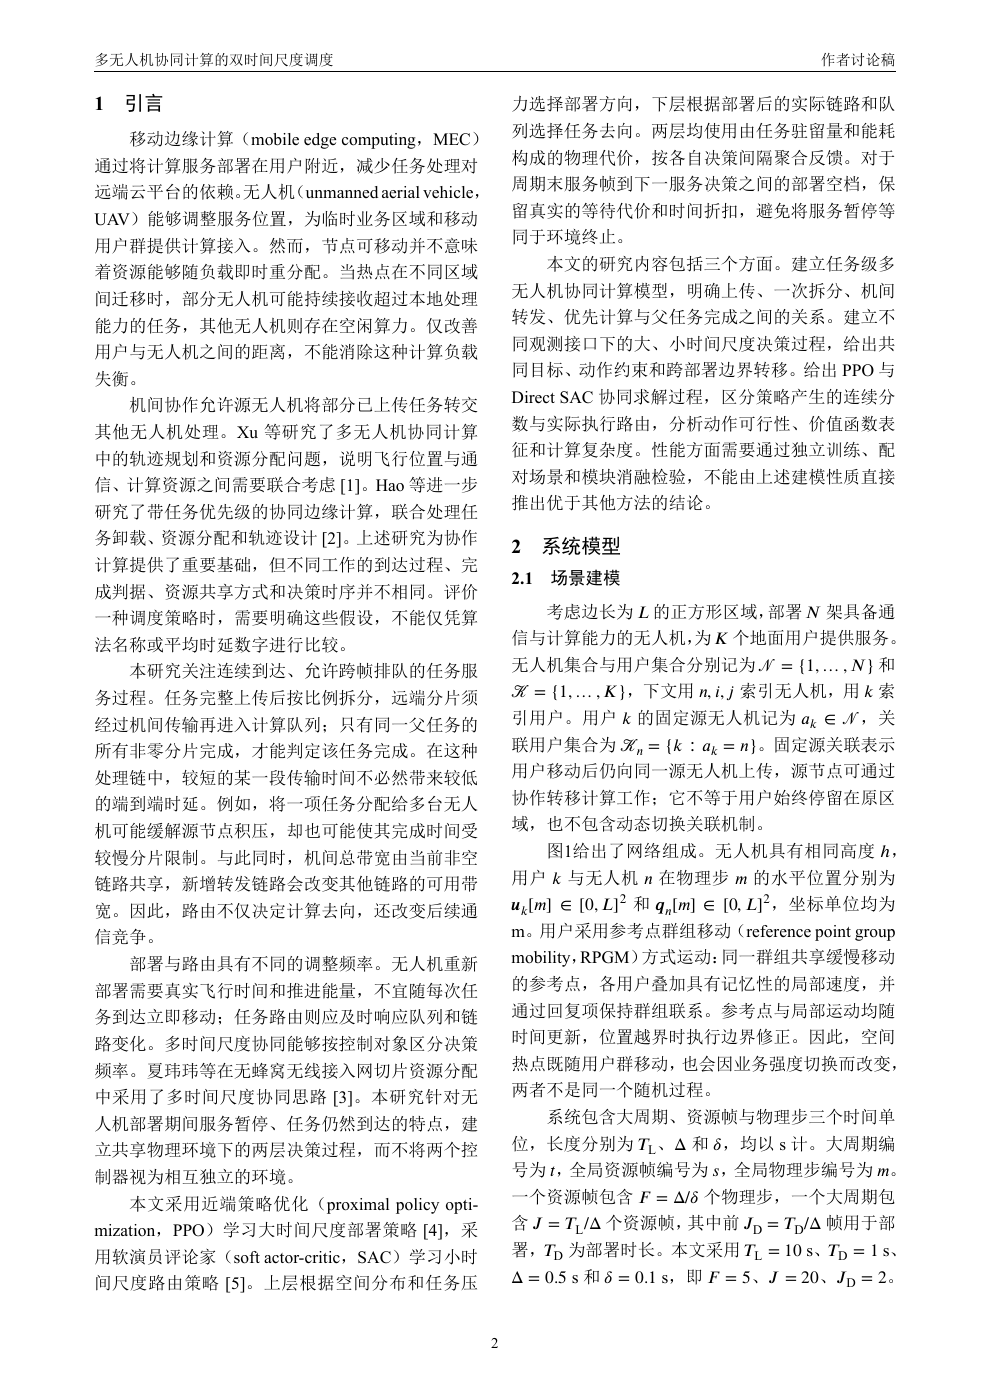 多无人机协同计算的双时间尺度调度
作者讨论稿
1 引言
移动边缘计算（mobile edge computing，MEC）
通过将计算服务部署在用户附近，减少任务处理对
远端云平台的依赖。无人机（unmanned aerial vehicle，
UAV）能够调整服务位置，为临时业务区域和移动
用户群提供计算接入。然而，节点可移动并不意味
着资源能够随负载即时重分配。当热点在不同区域
间迁移时，部分无人机可能持续接收超过本地处理
能力的任务，其他无人机则存在空闲算力。仅改善
用户与无人机之间的距离，不能消除这种计算负载
失衡。
机间协作允许源无人机将部分已上传任务转交
其他无人机处理。Xu 等研究了多无人机协同计算
中的轨迹规划和资源分配问题，说明飞行位置与通
信、计算资源之间需要联合考虑 [1]。Hao 等进一步
研究了带任务优先级的协同边缘计算，联合处理任
务卸载、资源分配和轨迹设计 [2]。上述研究为协作
计算提供了重要基础，但不同工作的到达过程、完
成判据、资源共享方式和决策时序并不相同。评价
一种调度策略时，需要明确这些假设，不能仅凭算
法名称或平均时延数字进行比较。
本研究关注连续到达、允许跨帧排队的任务服
务过程。任务完整上传后按比例拆分，远端分片须
经过机间传输再进入计算队列；只有同一父任务的
所有非零分片完成，才能判定该任务完成。在这种
处理链中，较短的某一段传输时间不必然带来较低
的端到端时延。例如，将一项任务分配给多台无人
机可能缓解源节点积压，却也可能使其完成时间受
较慢分片限制。与此同时，机间总带宽由当前非空
链路共享，新增转发链路会改变其他链路的可用带
宽。因此，路由不仅决定计算去向，还改变后续通
信竞争。
部署与路由具有不同的调整频率。无人机重新
部署需要真实飞行时间和推进能量，不宜随每次任
务到达立即移动；任务路由则应及时响应队列和链
路变化。多时间尺度协同能够按控制对象区分决策
频率。夏玮玮等在无蜂窝无线接入网切片资源分配
中采用了多时间尺度协同思路 [3]。本研究针对无
人机部署期间服务暂停、任务仍然到达的特点，建
立共享物理环境下的两层决策过程，而不将两个控
制器视为相互独立的环境。
本文采用近端策略优化（proximal policy opti-
mization，PPO）学习大时间尺度部署策略 [4]，采
用软演员评论家（soft actor-critic，SAC）学习小时
间尺度路由策略 [5]。上层根据空间分布和任务压
力选择部署方向，下层根据部署后的实际链路和队
列选择任务去向。两层均使用由任务驻留量和能耗
构成的物理代价，按各自决策间隔聚合反馈。对于
周期末服务帧到下一服务决策之间的部署空档，保
留真实的等待代价和时间折扣，避免将服务暂停等
同于环境终止。
本文的研究内容包括三个方面。建立任务级多
无人机协同计算模型，明确上传、一次拆分、机间
转发、优先计算与父任务完成之间的关系。建立不
同观测接口下的大、小时间尺度决策过程，给出共
同目标、动作约束和跨部署边界转移。给出 PPO 与
Direct SAC 协同求解过程，区分策略产生的连续分
数与实际执行路由，分析动作可行性、价值函数表
征和计算复杂度。性能方面需要通过独立训练、配
对场景和模块消融检验，不能由上述建模性质直接
推出优于其他方法的结论。
2 系统模型
2.1 场景建模
考虑边长为 L 的正方形区域，部署 N 架具备通
信与计算能力的无人机，为 K 个地面用户提供服务。
无人机集合与用户集合分别记为 𝒩 = {1, … , N} 和
𝒦 = {1, … , K}，下文用 n, i, j 索引无人机，用 k 索
引用户。用户 k 的固定源无人机记为 a_k ∈ 𝒩，关
联用户集合为 𝒦_n = {k : a_k = n}。固定源关联表示
用户移动后仍向同一源无人机上传，源节点可通过
协作转移计算工作；它不等于用户始终停留在原区
域，也不包含动态切换关联机制。
图1给出了网络组成。无人机具有相同高度 h，
用户 k 与无人机 n 在物理步 m 的水平位置分别为
u_k[m] ∈ [0, L]² 和 q_n[m] ∈ [0, L]²，坐标单位均为
m。用户采用参考点群组移动（reference point group
mobility，RPGM）方式运动：同一群组共享缓慢移动
的参考点，各用户叠加具有记忆性的局部速度，并
通过回复项保持群组联系。参考点与局部运动均随
时间更新，位置越界时执行边界修正。因此，空间
热点既随用户群移动，也会因业务强度切换而改变，
两者不是同一个随机过程。
系统包含大周期、资源帧与物理步三个时间单
位，长度分别为 T_L、Δ 和 δ，均以 s 计。大周期编
号为 t，全局资源帧编号为 s，全局物理步编号为 m。
一个资源帧包含 F = Δ/δ 个物理步，一个大周期包
含 J = T_L/Δ 个资源帧，其中前 J_D = T_D/Δ 帧用于部
署，T_D 为部署时长。本文采用 T_L = 10 s、T_D = 1 s、
Δ = 0.5 s 和 δ = 0.1 s，即 F = 5、J = 20、J_D = 2。
2